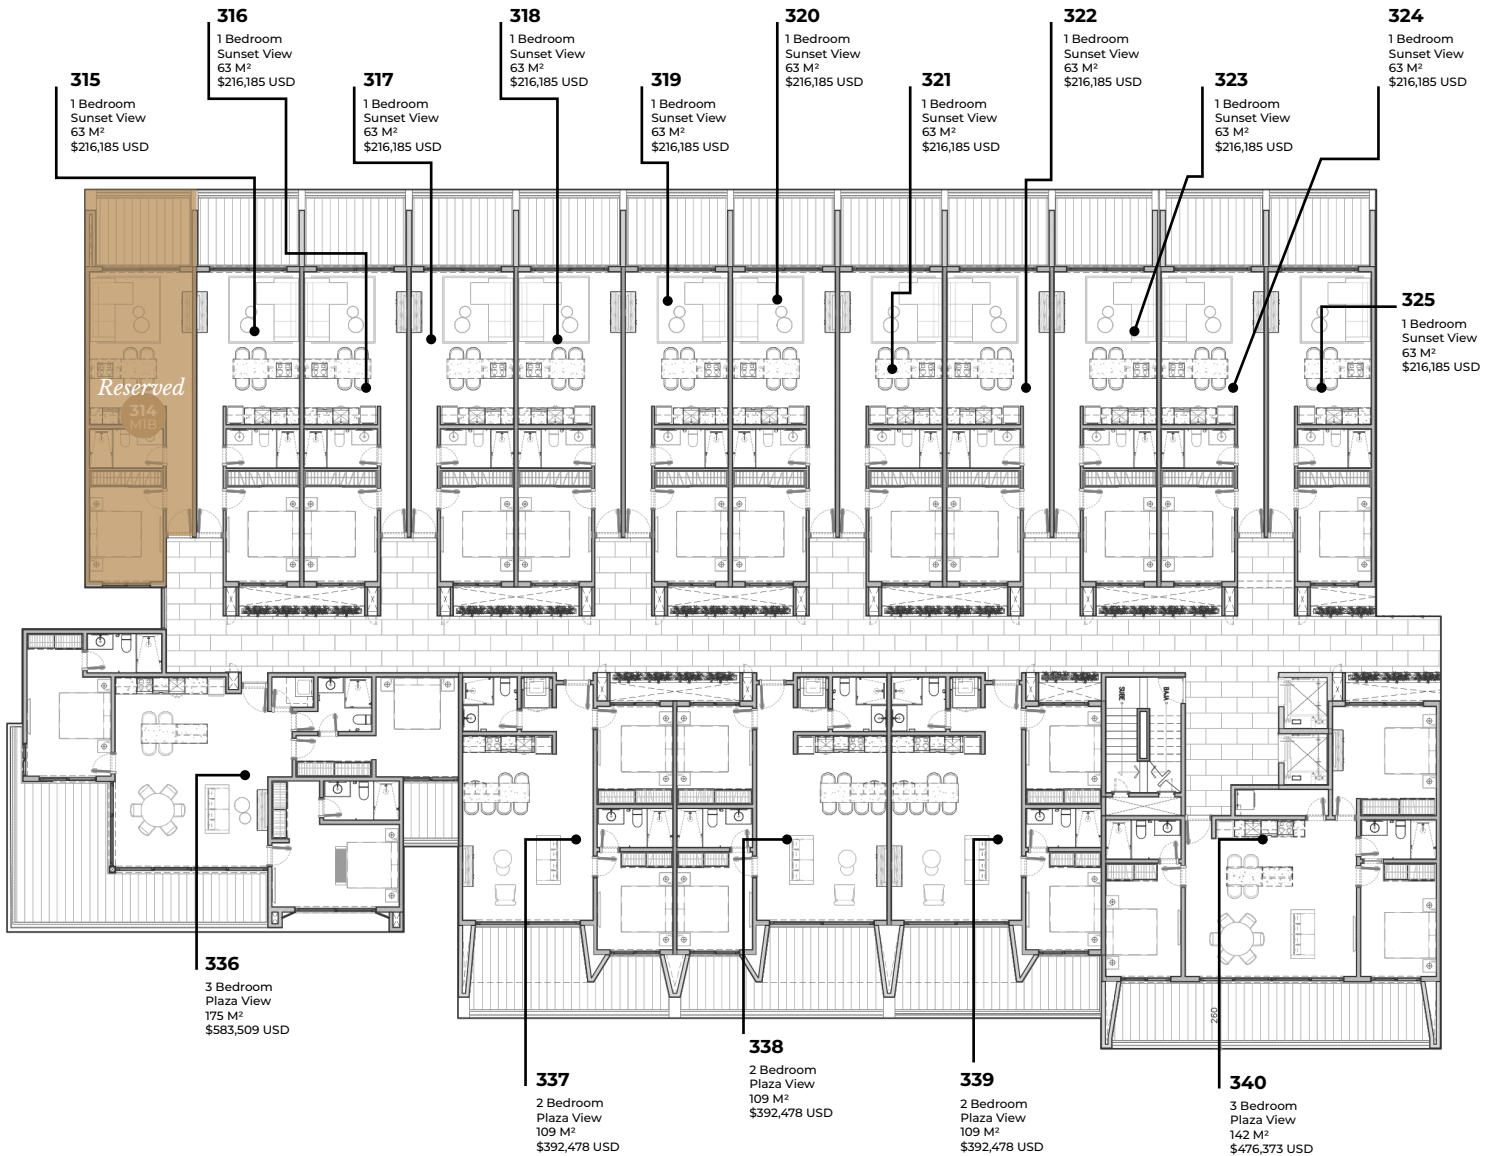 316
1 Bedroom
Sunset View
63 M²
$216,185 USD
318
1 Bedroom
Sunset View
63 M²
$216,185 USD
320
1 Bedroom
Sunset View
63 M²
$216,185 USD
322
1 Bedroom
Sunset View
63 M²
$216,185 USD
324
1 Bedroom
Sunset View
63 M²
$216,185 USD
315
1 Bedroom
Sunset View
63 M²
$216,185 USD
317
1 Bedroom
Sunset View
63 M²
$216,185 USD
319
1 Bedroom
Sunset View
63 M²
$216,185 USD
321
1 Bedroom
Sunset View
63 M²
$216,185 USD
323
1 Bedroom
Sunset View
63 M²
$216,185 USD
325
1 Bedroom
Sunset View
63 M²
$216,185 USD
Reserved
314
M1B
SUBE
BAJA
336
3 Bedroom
Plaza View
175 M²
$583,509 USD
337
2 Bedroom
Plaza View
109 M²
$392,478 USD
338
2 Bedroom
Plaza View
109 M²
$392,478 USD
339
2 Bedroom
Plaza View
109 M²
$392,478 USD
260
340
3 Bedroom
Plaza View
142 M²
$476,373 USD